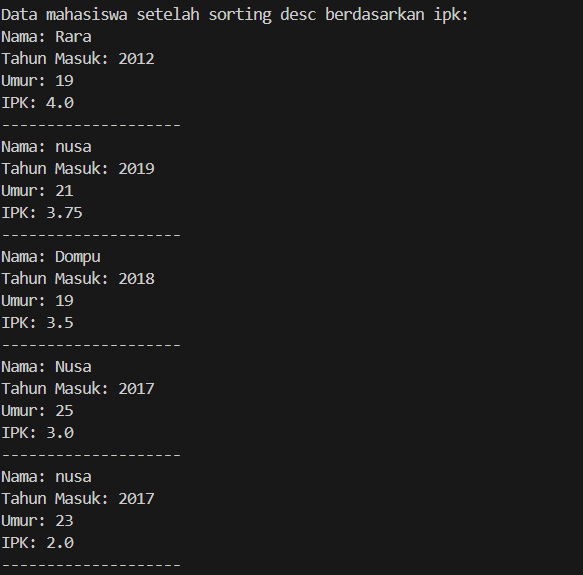 Data mahasiswa setelah sorting desc berdasarkan ipk:
Nama: Rara
Tahun Masuk: 2012
Umur: 19
IPK: 4.0
--------------------
Nama: nusa
Tahun Masuk: 2019
Umur: 21
IPK: 3.75
--------------------
Nama: Dompu
Tahun Masuk: 2018
Umur: 19
IPK: 3.5
--------------------
Nama: Nusa
Tahun Masuk: 2017
Umur: 25
IPK: 3.0
--------------------
Nama: nusa
Tahun Masuk: 2017
Umur: 23
IPK: 2.0
--------------------